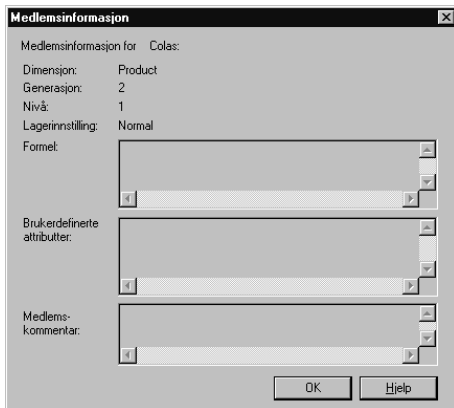 Medlemsinformasjon
Medlemsinformasjon for Colas:
Dimensjon: Product
Generasjon: 2
Nivå: 1
Lagerinnstilling: Normal
Formel:
Brukerdefinerte
attributter:
Medlems-
kommentar:
OK Hjelp